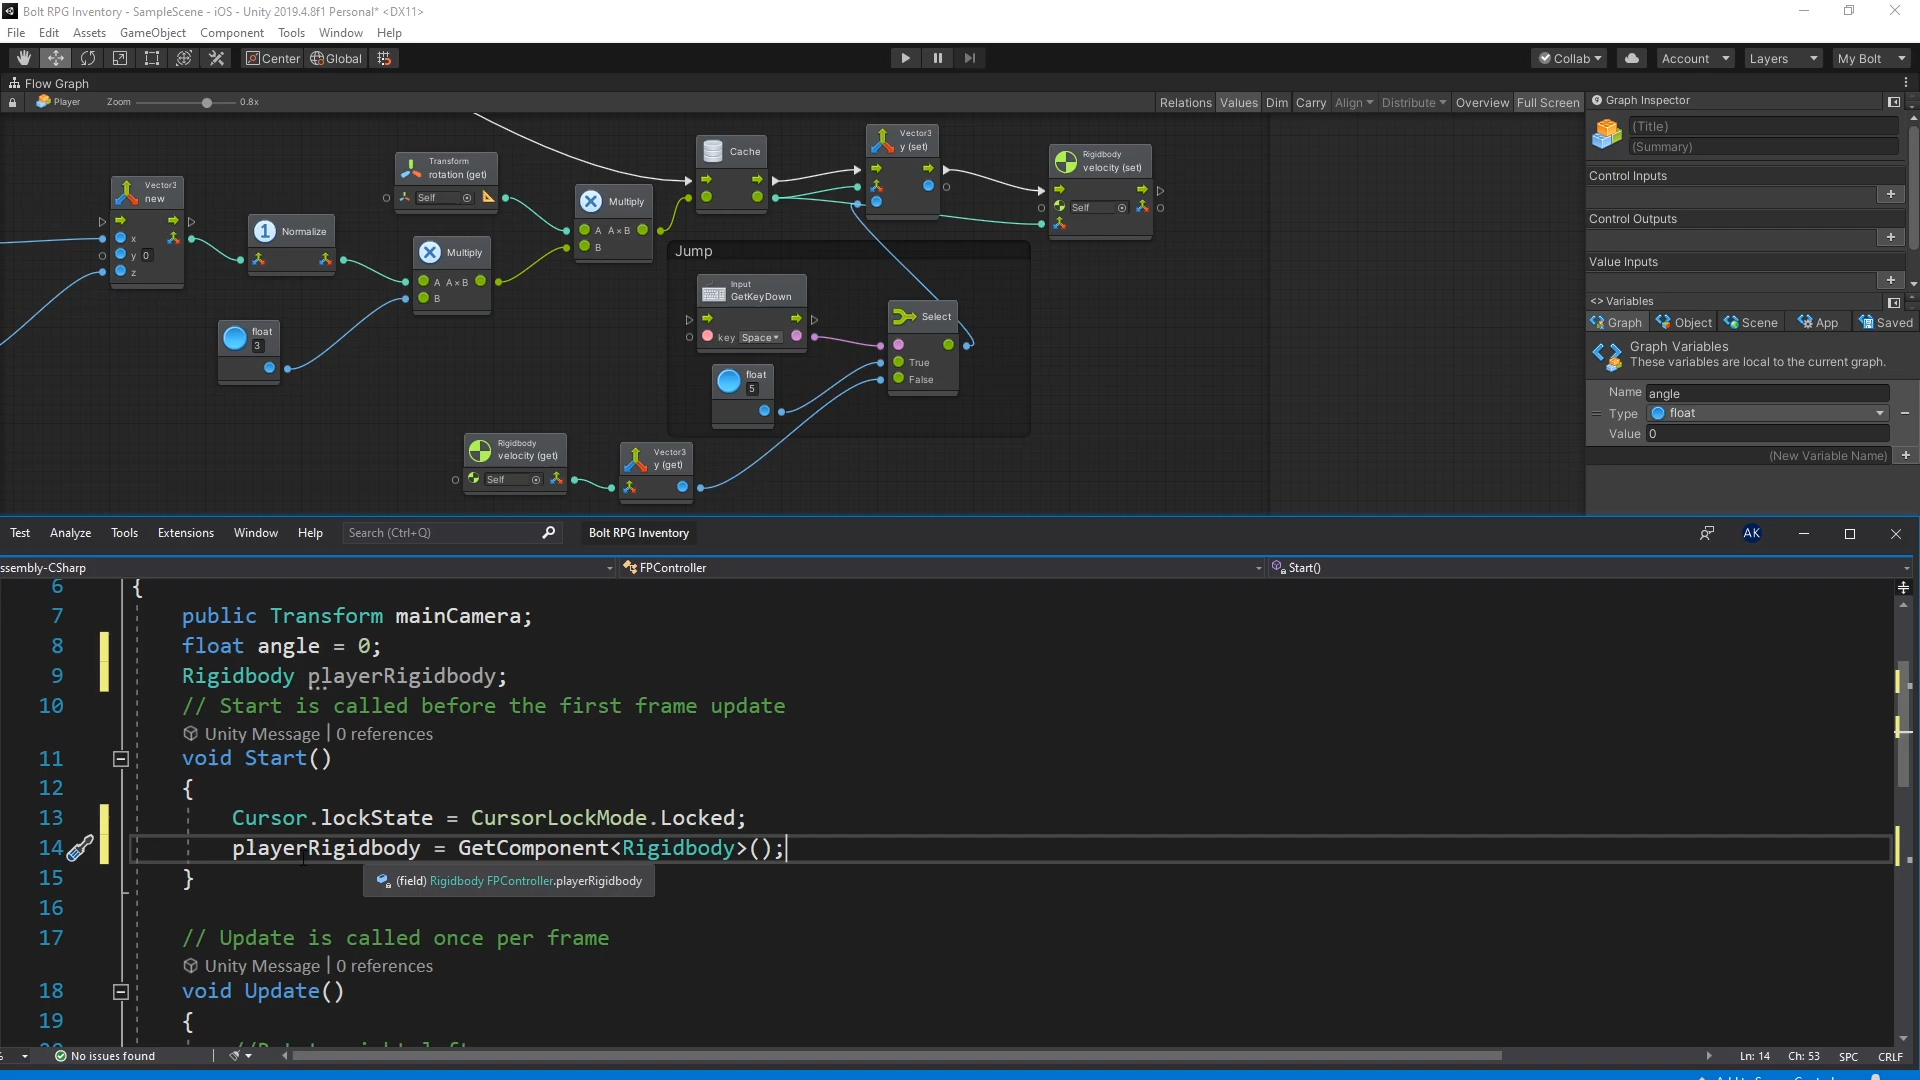 Bolt RPG Inventory - SampleScene - iOS - Unity 2019.4.8f1 Personal* <DX11>
File Edit Assets GameObject Component Tools Window Help
Center Global Collab Account Layers My Bolt
Flow Graph
Player Zoom 0.8x Relations Values Dim Carry Align Distribute Overview Full Screen
Graph Inspector
(Title)
(Summary)
Control Inputs
Control Outputs
Value Inputs
<> Variables
Graph Object Scene App Saved
Graph Variables
These variables are local to the current graph.
Name angle
Type float
Value 0
(New Variable Name)
Vector3
new
x
y 0
z
1 Normalize
float
3
Transform
rotation (get)
Self
Multiply
A A×B
B
Multiply
A A×B
B
Cache
Vector3
y (set)
Rigidbody
velocity (set)
Self
Jump
Input
GetKeyDown
key Space
float
5
Select
True
False
Rigidbody
velocity (get)
Self
Vector3
y (get)
Test Analyze Tools Extensions Window Help Search (Ctrl+Q) Bolt RPG Inventory AK
ssembly-CSharp FPController Start()
6 {
7 public Transform mainCamera;
8 float angle = 0;
9 Rigidbody playerRigidbody;
10 // Start is called before the first frame update
Unity Message | 0 references
11 void Start()
12 {
13 Cursor.lockState = CursorLockMode.Locked;
14 playerRigidbody = GetComponent<Rigidbody>();
15 }
(field) Rigidbody FPController.playerRigidbody
16
17 // Update is called once per frame
Unity Message | 0 references
18 void Update()
19 {
No issues found Ln: 14 Ch: 53 SPC CRLF